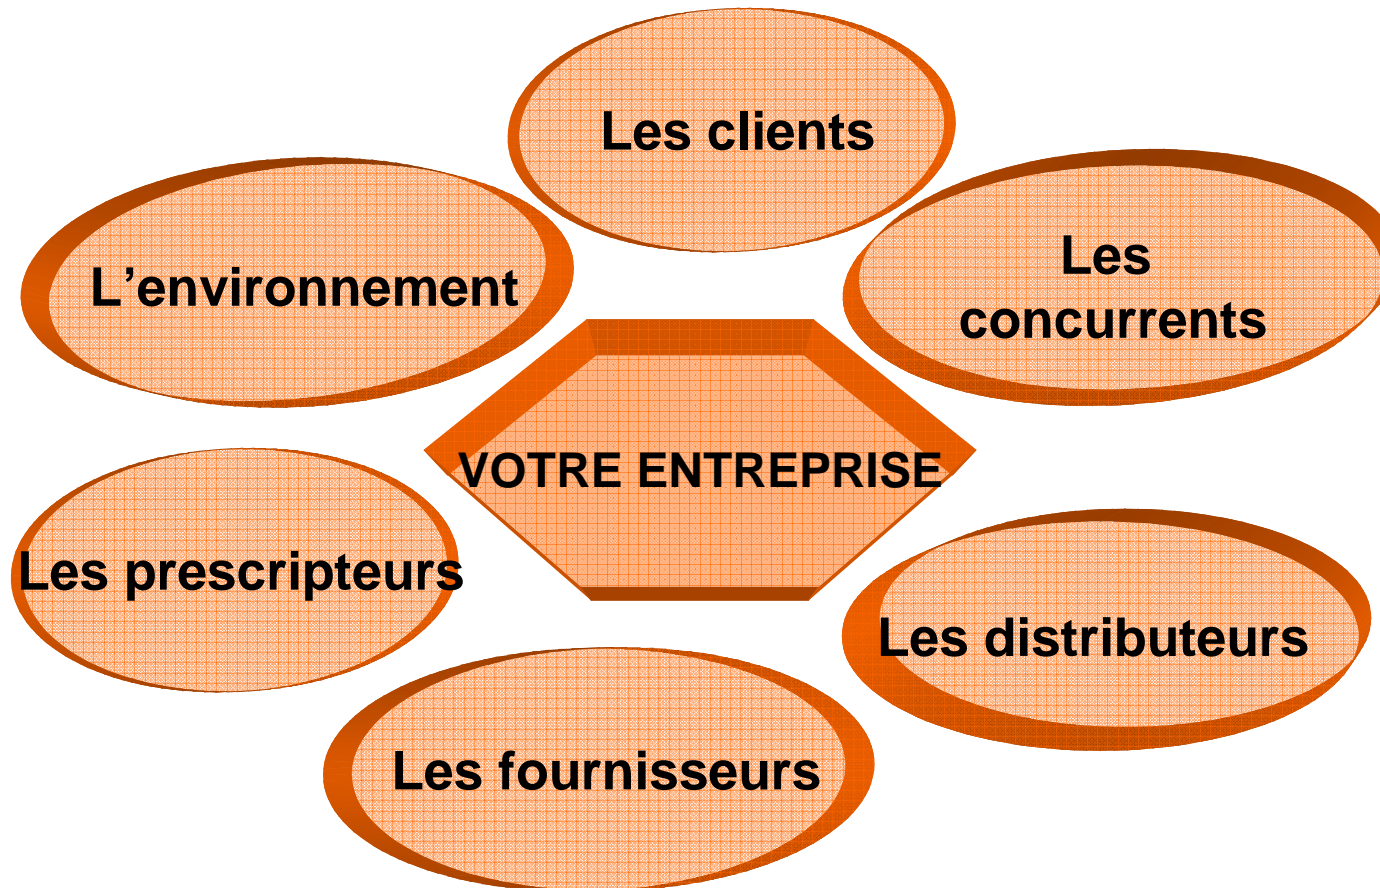 Les clients
L’environnement
Les
concurrents
VOTRE ENTREPRISE
Les prescripteurs
Les distributeurs
Les fournisseurs